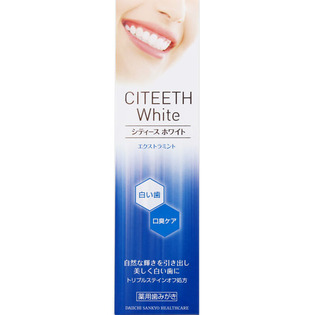 CITEETH
White
シティース ホワイト
エクストラミント
白い歯
口臭ケア
自然な輝きを引き出し
美しく白い歯に
トリプルステインオフ処方
薬用歯みがき
DAIICHI SANKYO HEALTHCARE